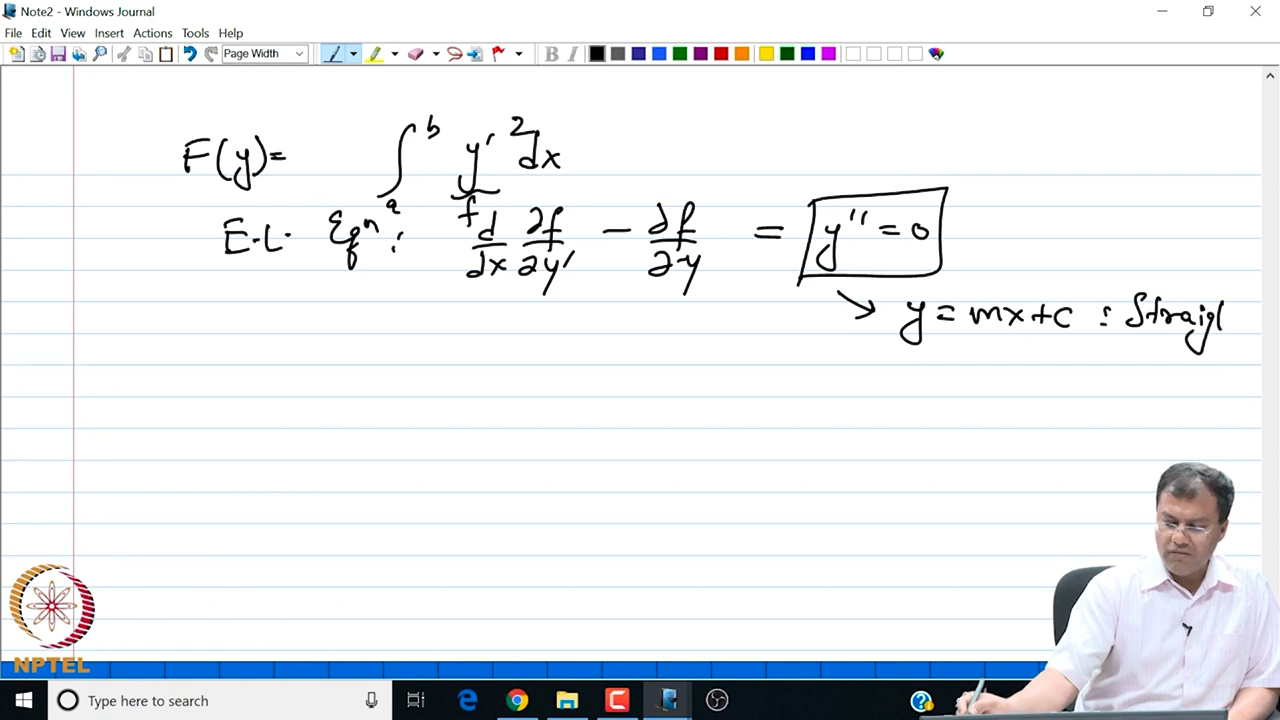 Note2 - Windows Journal
File Edit View Insert Actions Tools Help
Page Width B I
F(y)= ∫_a^b y'^2 dx
f
E.L. Eqn : d/dx ∂f/∂y' - ∂f/∂y = y'' = 0
→ y = mx+c : Straigl
NPTEL
Type here to search